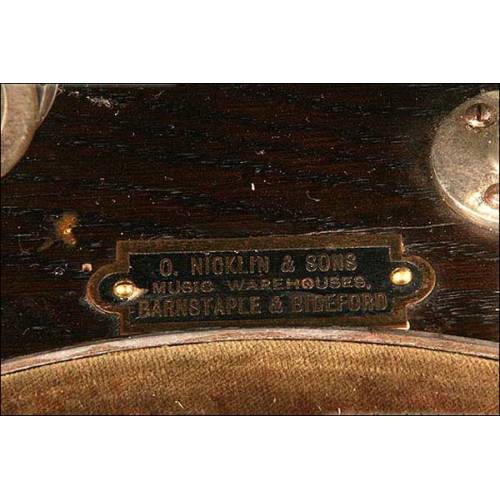 O. NICKLIN & SONS
MUSIC WAREHOUSES,
BARNSTAPLE & BIDEFORD